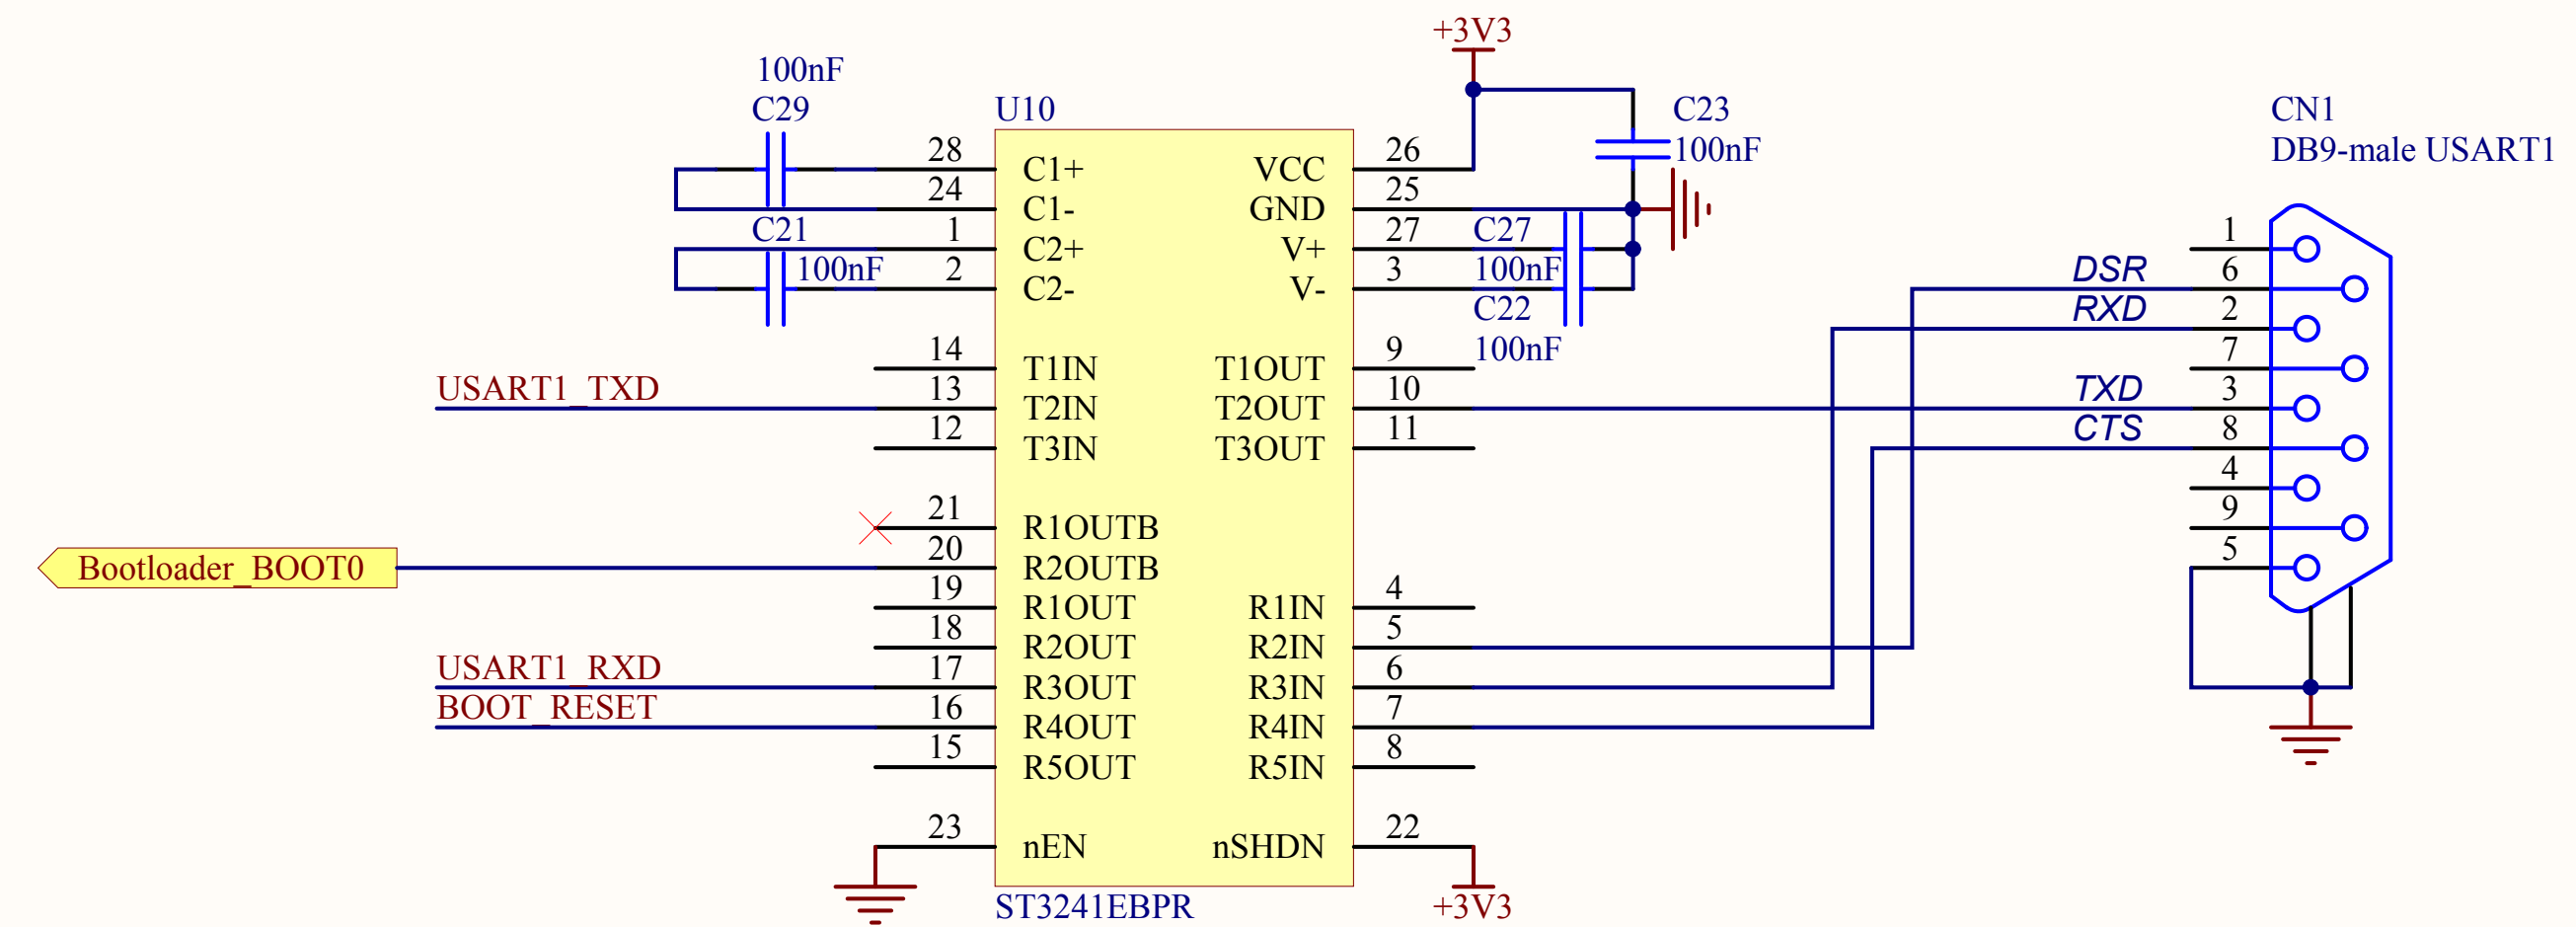 +3V3
100nF
C29
U10
C23
100nF
CN1
DB9-male USART1
28
C1+
VCC
26
24
C1-
GND
25
C21
1
C2+
V+
27
C27
100nF
2
C2-
V-
3
100nF
C22
100nF
14
T1IN
T1OUT
9
USART1_TXD
13
T2IN
T2OUT
10
12
T3IN
T3OUT
11
21
R1OUTB
Bootloader_BOOT0
20
R2OUTB
19
R1OUT
R1IN
4
18
R2OUT
R2IN
5
USART1_RXD
17
R3OUT
R3IN
6
BOOT_RESET
16
R4OUT
R4IN
7
15
R5OUT
R5IN
8
23
nEN
nSHDN
22
ST3241EBPR
+3V3
1
DSR
6
RXD
2
7
TXD
3
CTS
8
4
9
5